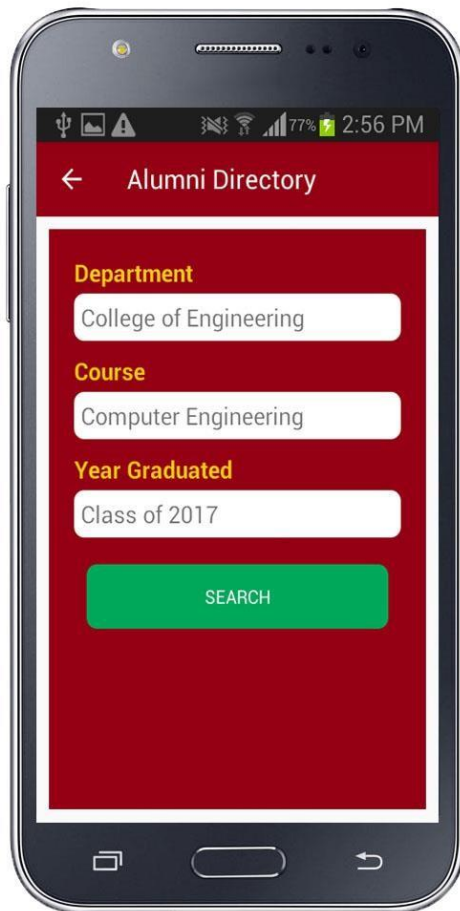 77% 2:56 PM
Alumni Directory
Department
College of Engineering
Course
Computer Engineering
Year Graduated
Class of 2017
SEARCH